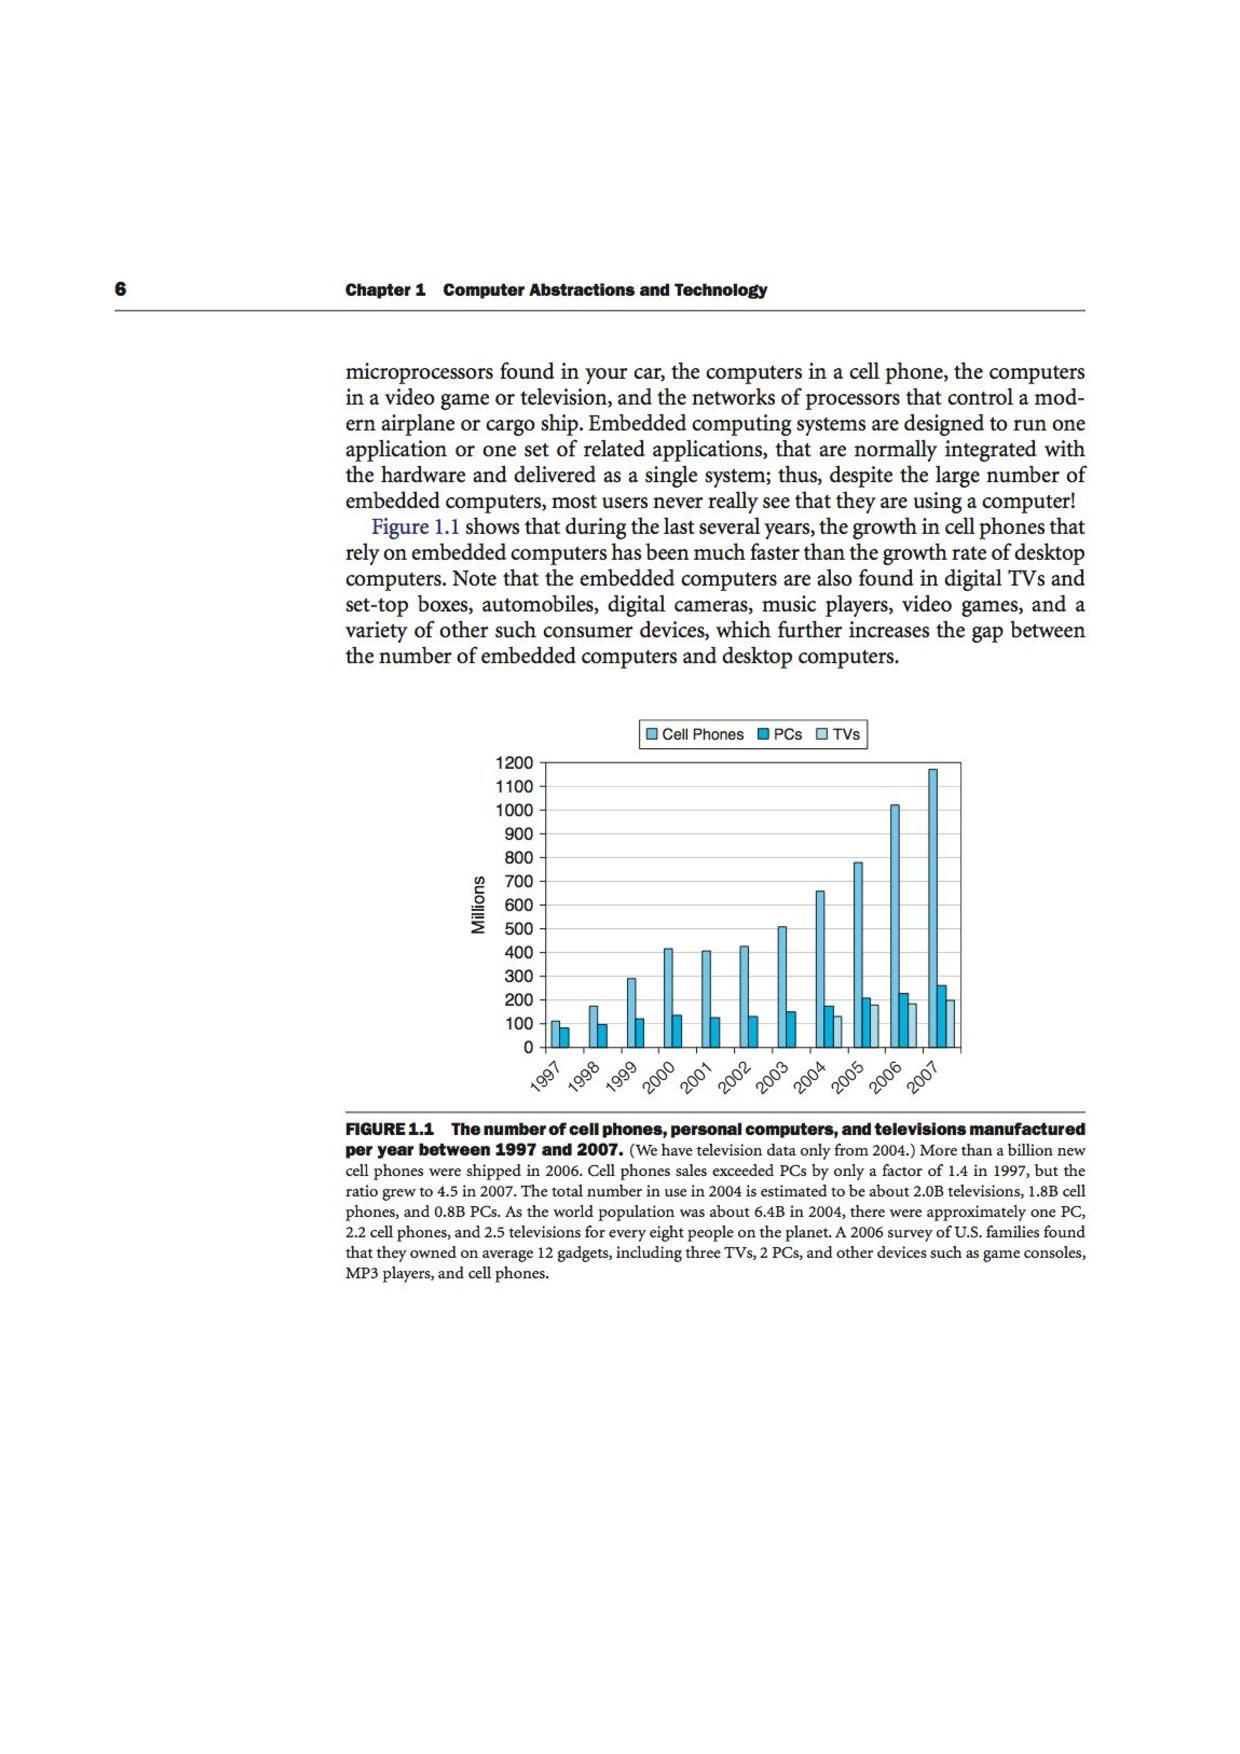 6
Chapter 1 Computer Abstractions and Technology
microprocessors found in your car, the computers in a cell phone, the computers
in a video game or television, and the networks of processors that control a mod-
ern airplane or cargo ship. Embedded computing systems are designed to run one
application or one set of related applications, that are normally integrated with
the hardware and delivered as a single system; thus, despite the large number of
embedded computers, most users never really see that they are using a computer!
Figure 1.1 shows that during the last several years, the growth in cell phones that
rely on embedded computers has been much faster than the growth rate of desktop
computers. Note that the embedded computers are also found in digital TVs and
set-top boxes, automobiles, digital cameras, music players, video games, and a
variety of other such consumer devices, which further increases the gap between
the number of embedded computers and desktop computers.
Cell Phones PCs TVs
1200
1100
1000
900
800
700
600
500
400
300
200
100
0
Millions
1997 1998 1999 2000 2001 2002 2003 2004 2005 2006 2007
FIGURE 1.1 The number of cell phones, personal computers, and televisions manufactured
per year between 1997 and 2007. (We have television data only from 2004.) More than a billion new
cell phones were shipped in 2006. Cell phones sales exceeded PCs by only a factor of 1.4 in 1997, but the
ratio grew to 4.5 in 2007. The total number in use in 2004 is estimated to be about 2.0B televisions, 1.8B cell
phones, and 0.8B PCs. As the world population was about 6.4B in 2004, there were approximately one PC,
2.2 cell phones, and 2.5 televisions for every eight people on the planet. A 2006 survey of U.S. families found
that they owned on average 12 gadgets, including three TVs, 2 PCs, and other devices such as game consoles,
MP3 players, and cell phones.